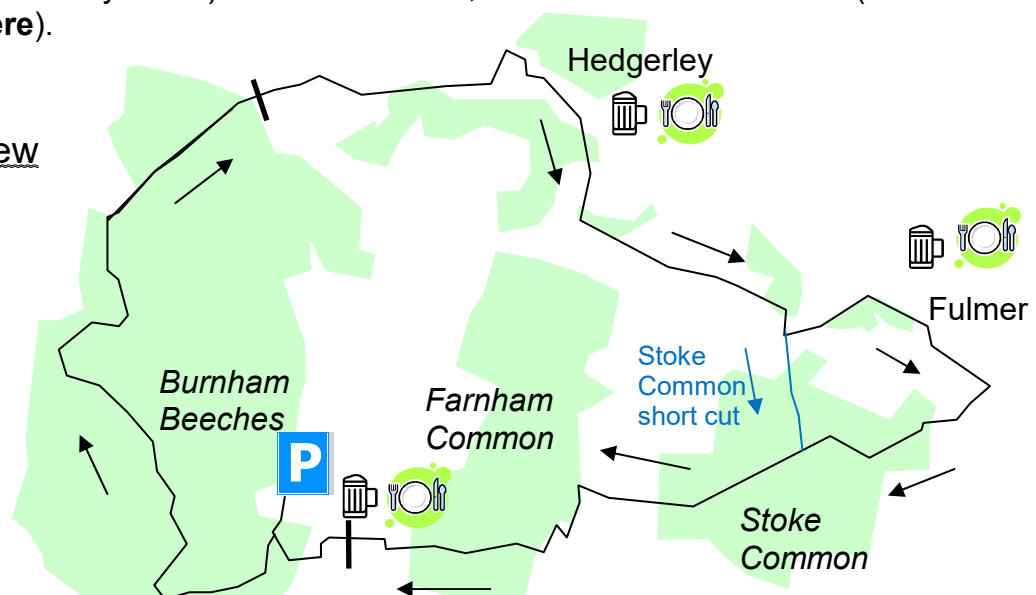 ere).
Hedgerley
ew
Fulmer
Stoke
Common
short cut
Burnham
Beeches
Farnham
Common
P
Stoke
Common